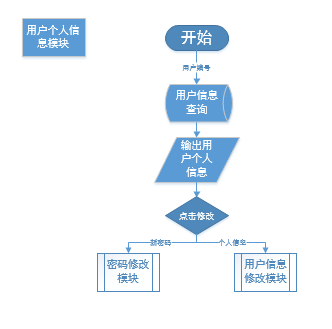 用户个人信
息模块
开始
用户编号
用户信息
查询
输出用
户个人
信息
点击修改
新密码
个人信息
密码修改
模块
用户信息
修改模块